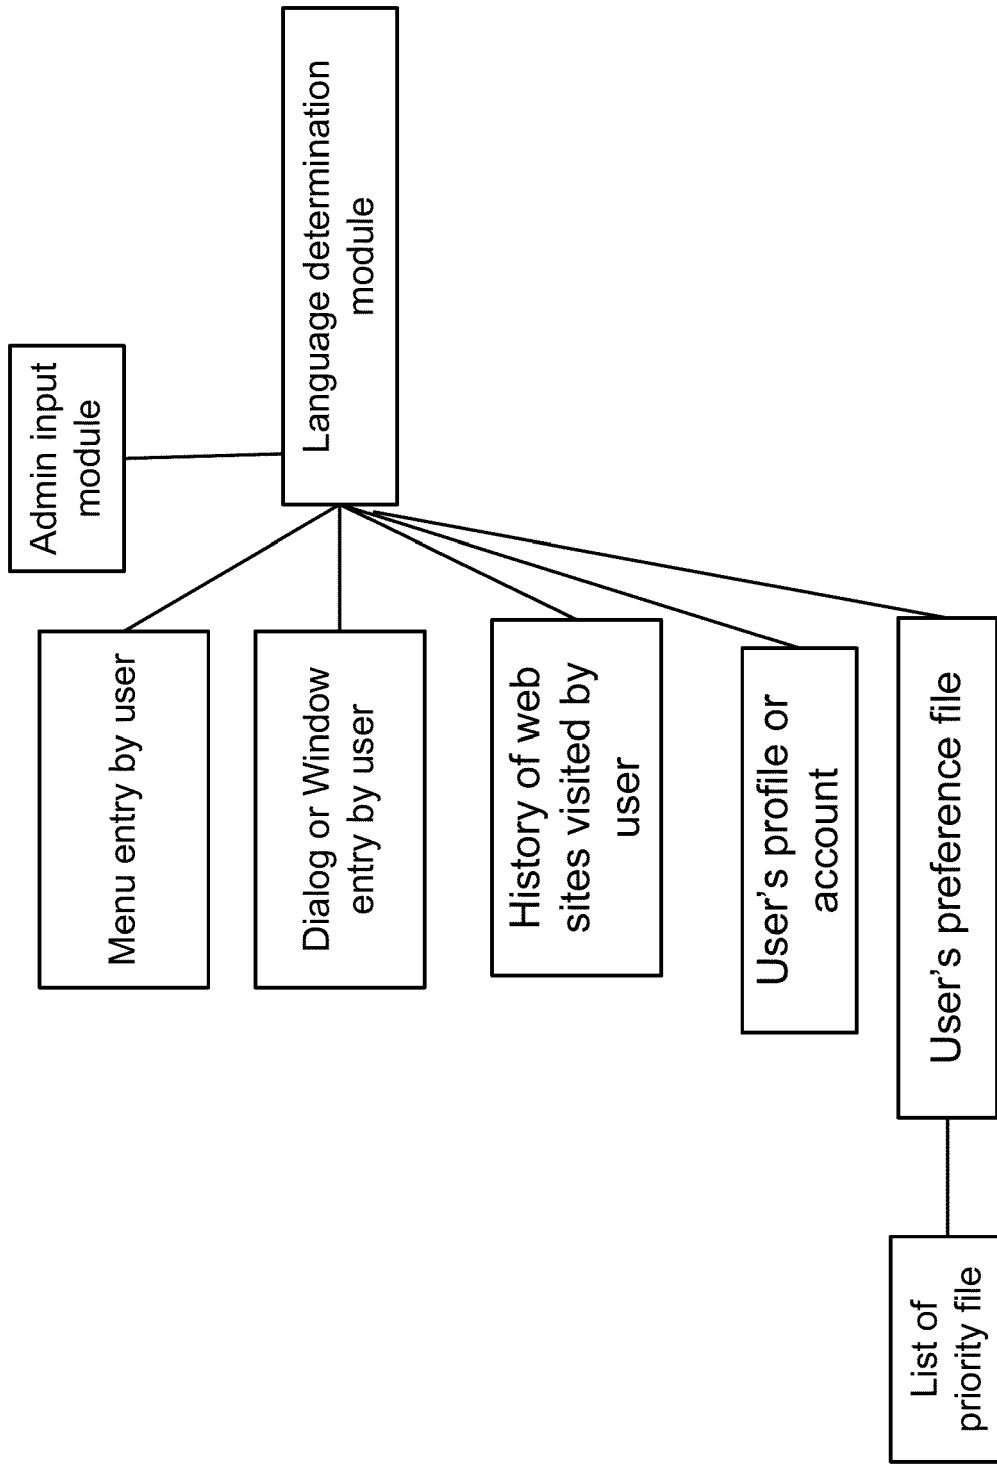 Admin input
module
Language determination
module
Menu entry by user
Dialog or Window
entry by user
History of web
sites visited by
user
User's profile or
account
User's preference file
List of
priority file